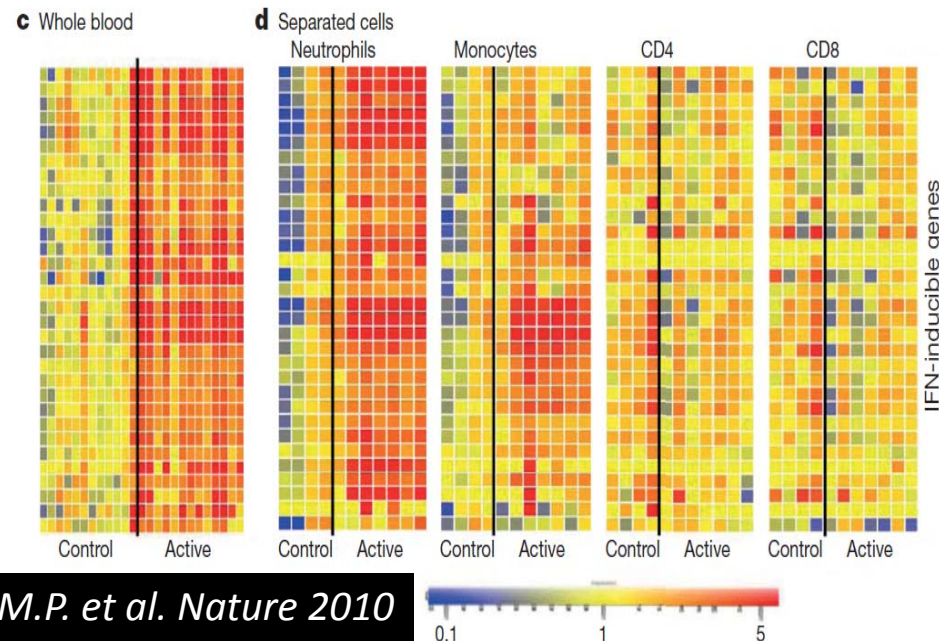 c Whole blood
d Separated cells
Neutrophils Monocytes CD4 CD8
IFN-inducible genes
Control Active Control Active Control Active Control Active Control Active
M.P. et al. Nature 2010
0.1 1 5